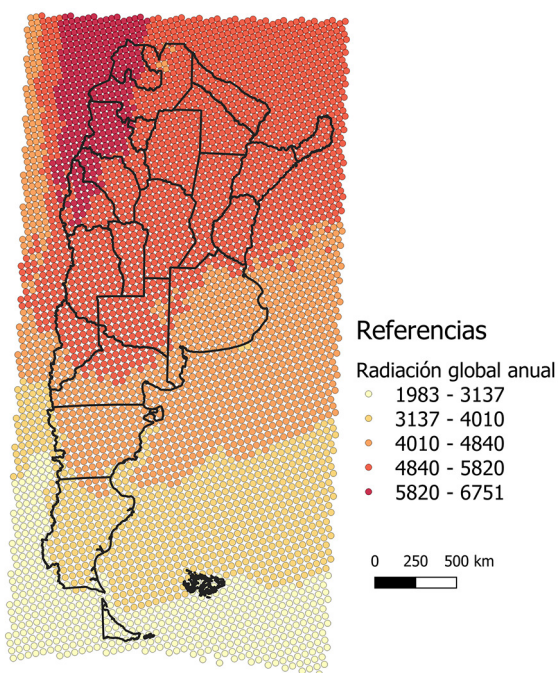 Referencias
Radiación global anual
1983 - 3137
3137 - 4010
4010 - 4840
4840 - 5820
5820 - 6751
0 250 500 km